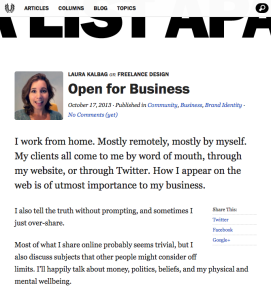 ARTICLES COLUMNS BLOG TOPICS
A LIST APA
LAURA KALBAG ON FREELANCE DESIGN
Open for Business
October 17, 2013 · Published in Community, Business, Brand Identity ·
No Comments (yet)
I work from home. Mostly remotely, mostly by myself.
My clients all come to me by word of mouth, through
my website, or through Twitter. How I appear on the
web is of utmost importance to my business.
I also tell the truth without prompting, and sometimes I
just over-share.
Most of what I share online probably seems trivial, but I
also discuss subjects that other people might consider off
limits. I'll happily talk about money, politics, beliefs, and my physical and
mental wellbeing.
Share This:
Twitter
Facebook
Google+